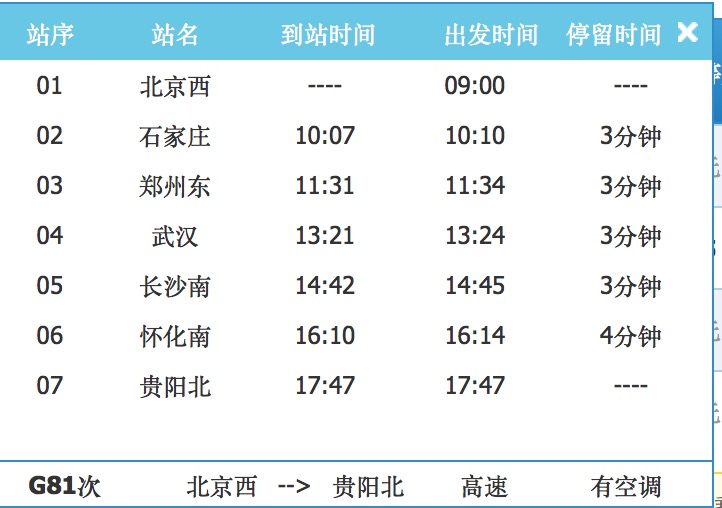 站序 站名 到站时间 出发时间 停留时间
01 北京西 ---- 09:00 ----
02 石家庄 10:07 10:10 3分钟
03 郑州东 11:31 11:34 3分钟
04 武汉 13:21 13:24 3分钟
05 长沙南 14:42 14:45 3分钟
06 怀化南 16:10 16:14 4分钟
07 贵阳北 17:47 17:47 ----
G81次 北京西 --> 贵阳北 高速 有空调